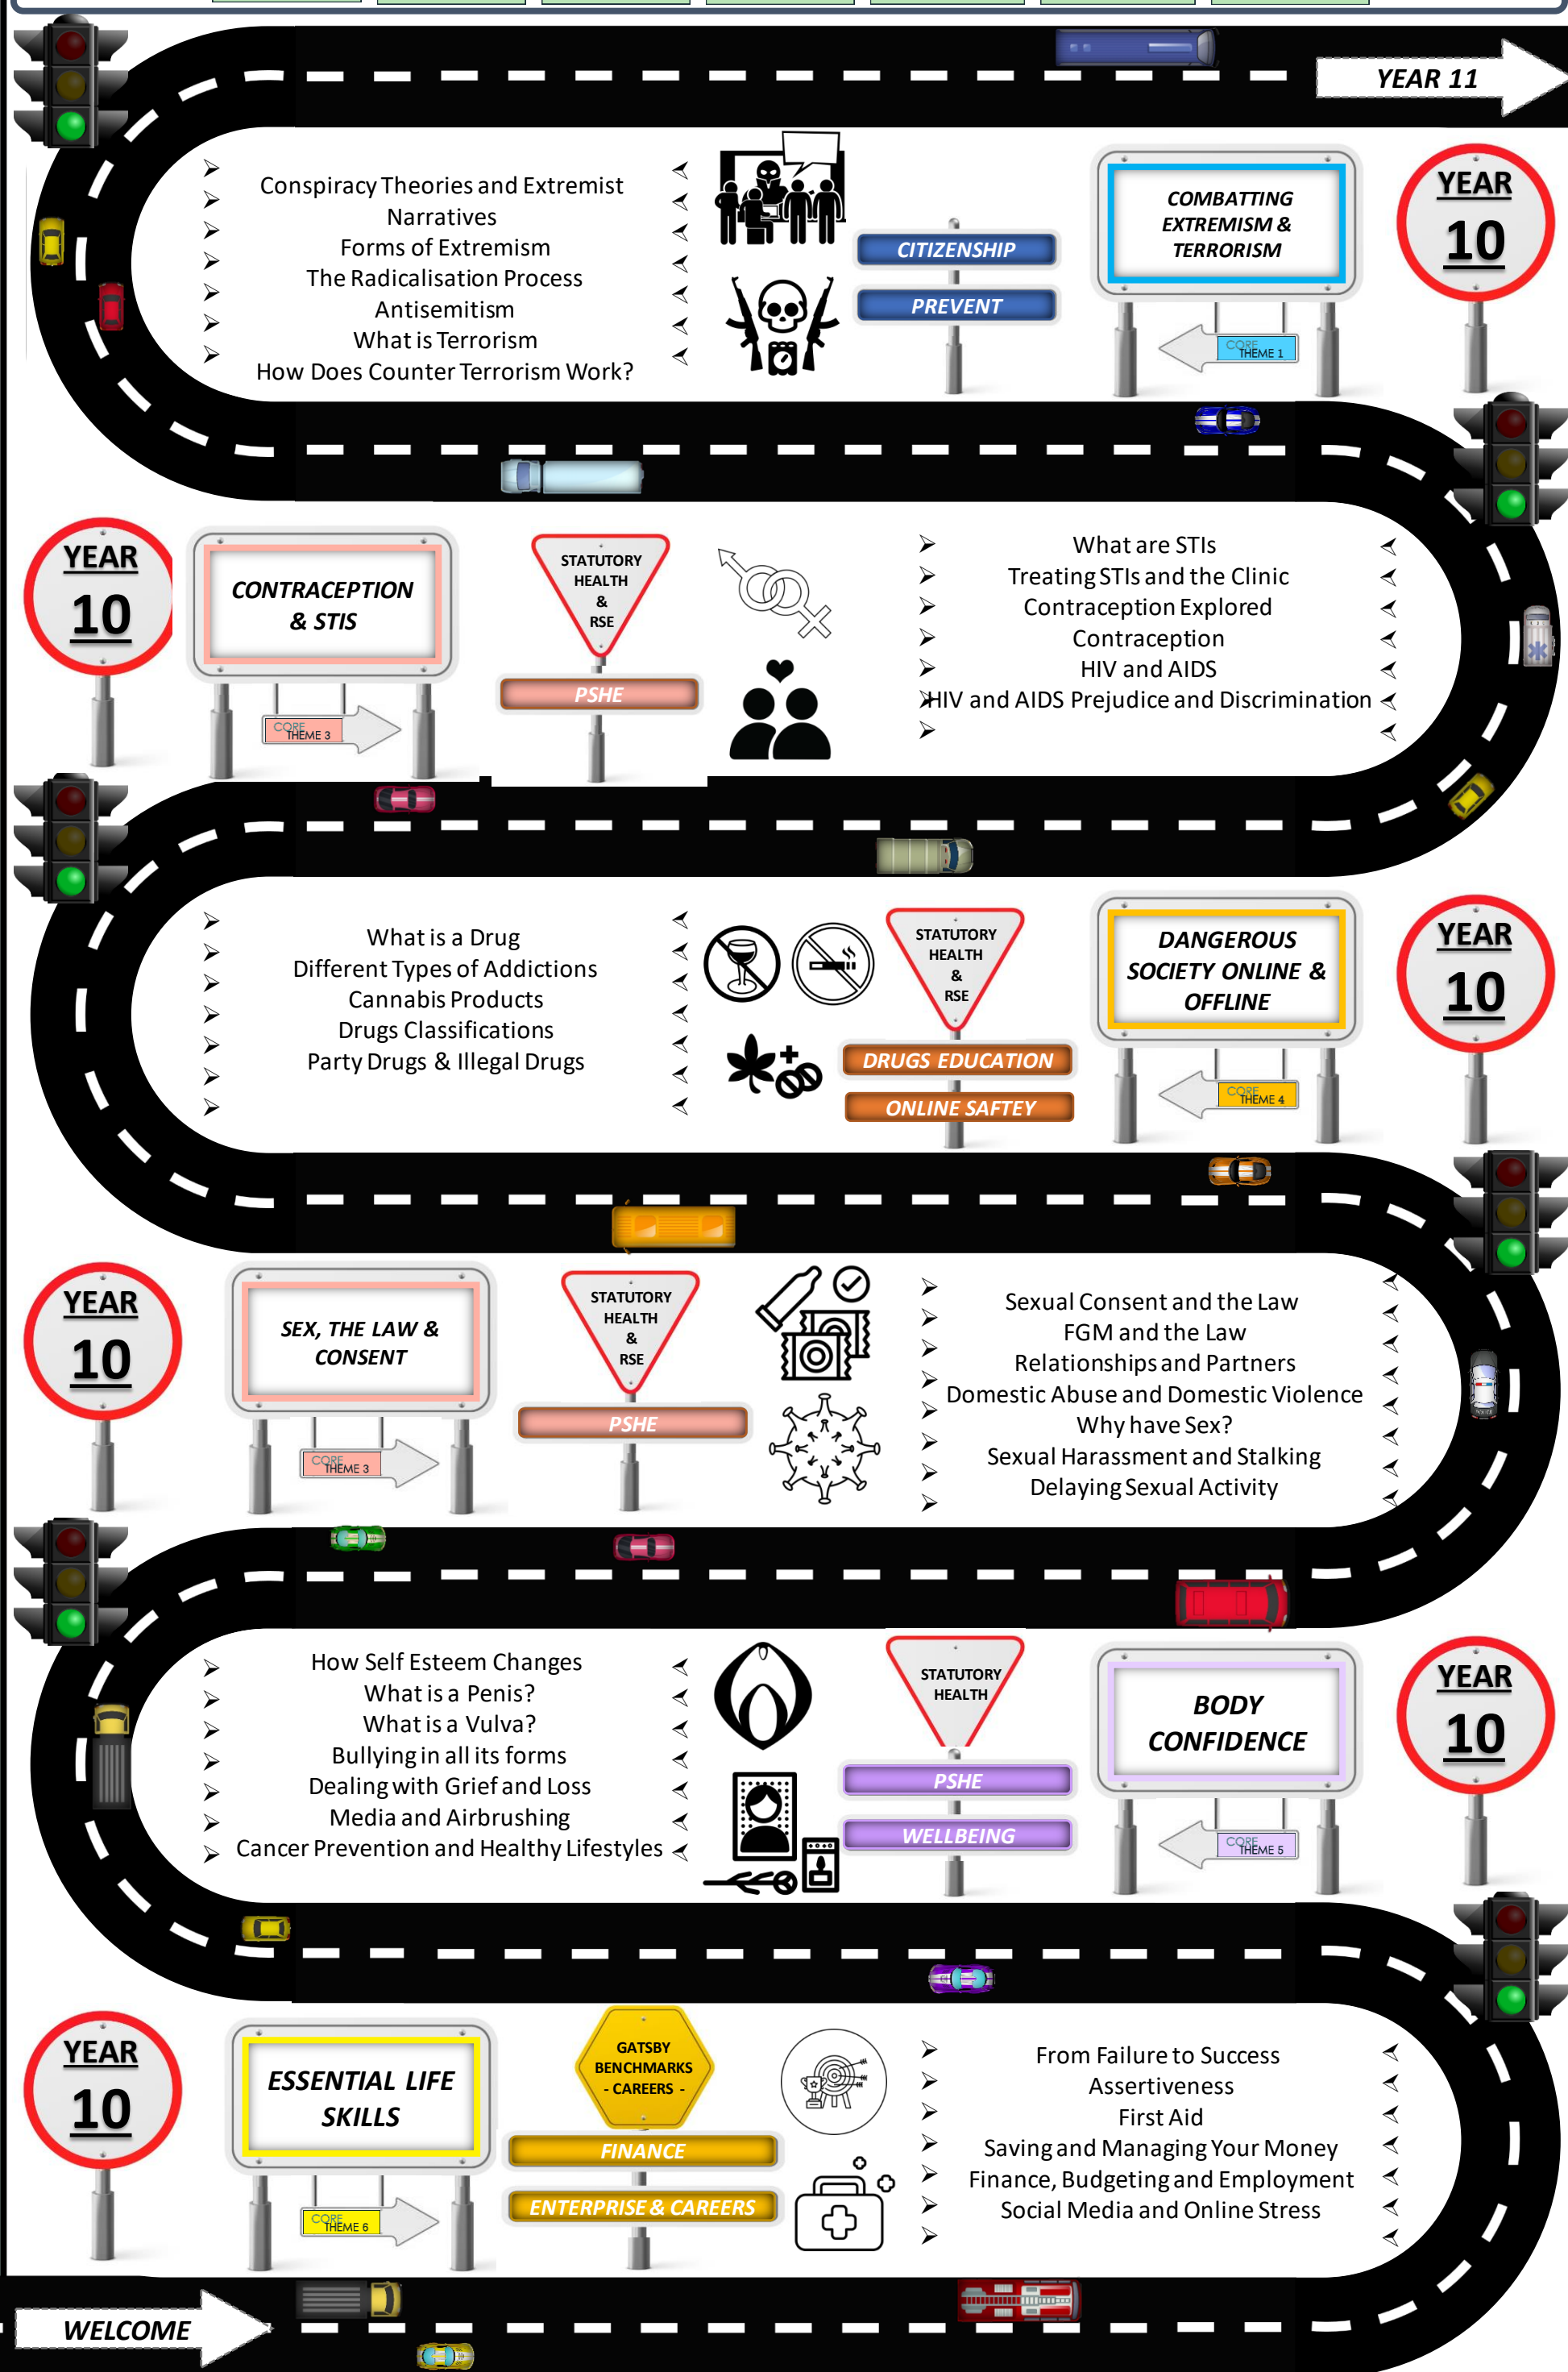 YEAR 11
Conspiracy Theories and Extremist
Narratives
Forms of Extremism
The Radicalisation Process
Antisemitism
What is Terrorism
How Does Counter Terrorism Work?
CITIZENSHIP
PREVENT
COMBATTING
EXTREMISM &
TERRORISM
CORE
THEME 1
YEAR
10
YEAR
10
CONTRACEPTION
& STIS
CORE
THEME 3
STATUTORY
HEALTH
&
RSE
PSHE
What are STIs
Treating STIs and the Clinic
Contraception Explored
Contraception
HIV and AIDS
HIV and AIDS Prejudice and Discrimination
What is a Drug
Different Types of Addictions
Cannabis Products
Drugs Classifications
Party Drugs & Illegal Drugs
STATUTORY
HEALTH
&
RSE
DRUGS EDUCATION
ONLINE SAFTEY
DANGEROUS
SOCIETY ONLINE &
OFFLINE
CORE
THEME 4
YEAR
10
YEAR
10
SEX, THE LAW &
CONSENT
CORE
THEME 3
STATUTORY
HEALTH
&
RSE
PSHE
Sexual Consent and the Law
FGM and the Law
Relationships and Partners
Domestic Abuse and Domestic Violence
Why have Sex?
Sexual Harassment and Stalking
Delaying Sexual Activity
POLICE
How Self Esteem Changes
What is a Penis?
What is a Vulva?
Bullying in all its forms
Dealing with Grief and Loss
Media and Airbrushing
Cancer Prevention and Healthy Lifestyles
STATUTORY
HEALTH
PSHE
WELLBEING
BODY
CONFIDENCE
CORE
THEME 5
YEAR
10
YEAR
10
ESSENTIAL LIFE
SKILLS
CORE
THEME 6
GATSBY
BENCHMARKS
- CAREERS -
FINANCE
ENTERPRISE & CAREERS
From Failure to Success
Assertiveness
First Aid
Saving and Managing Your Money
Finance, Budgeting and Employment
Social Media and Online Stress
WELCOME